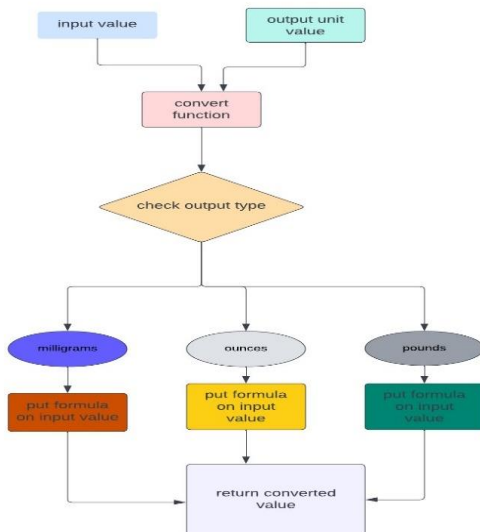 input value
output unit
value
convert
function
check output type
milligrams
ounces
pounds
put formula
on input value
put formula
on input
value
put formula
on input
value
return converted
value